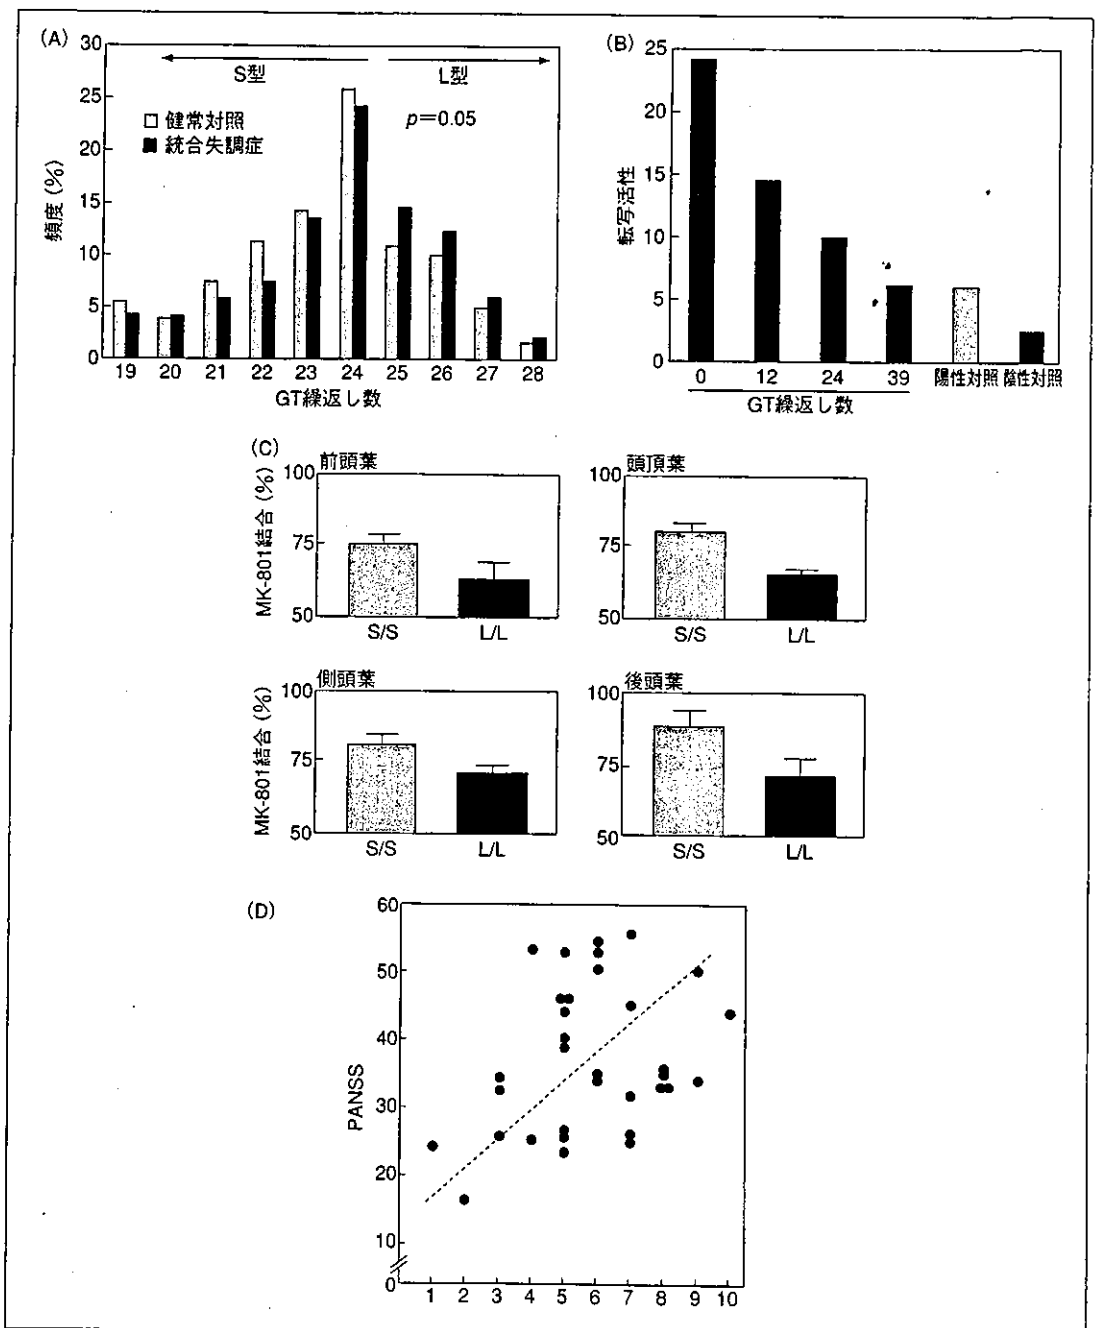 (A)
30
25
20
15
10
5
0
頻度 (%)
S型
L型
健常対照
統合失調症
p=0.05
19 20 21 22 23 24 25 26 27 28
GT繰返し数
(B)
25
20
15
10
5
0
転写活性
0 12 24 39 陽性対照 陰性対照
GT繰返し数
(C)
前頭葉
100
75
50
MK-801結合 (%)
S/S L/L
頭頂葉
100
75
50
S/S L/L
側頭葉
100
75
50
MK-801結合 (%)
S/S L/L
後頭葉
100
75
50
S/S L/L
(D)
60
50
40
30
20
10
0
PANSS
1 2 3 4 5 6 7 8 9 10